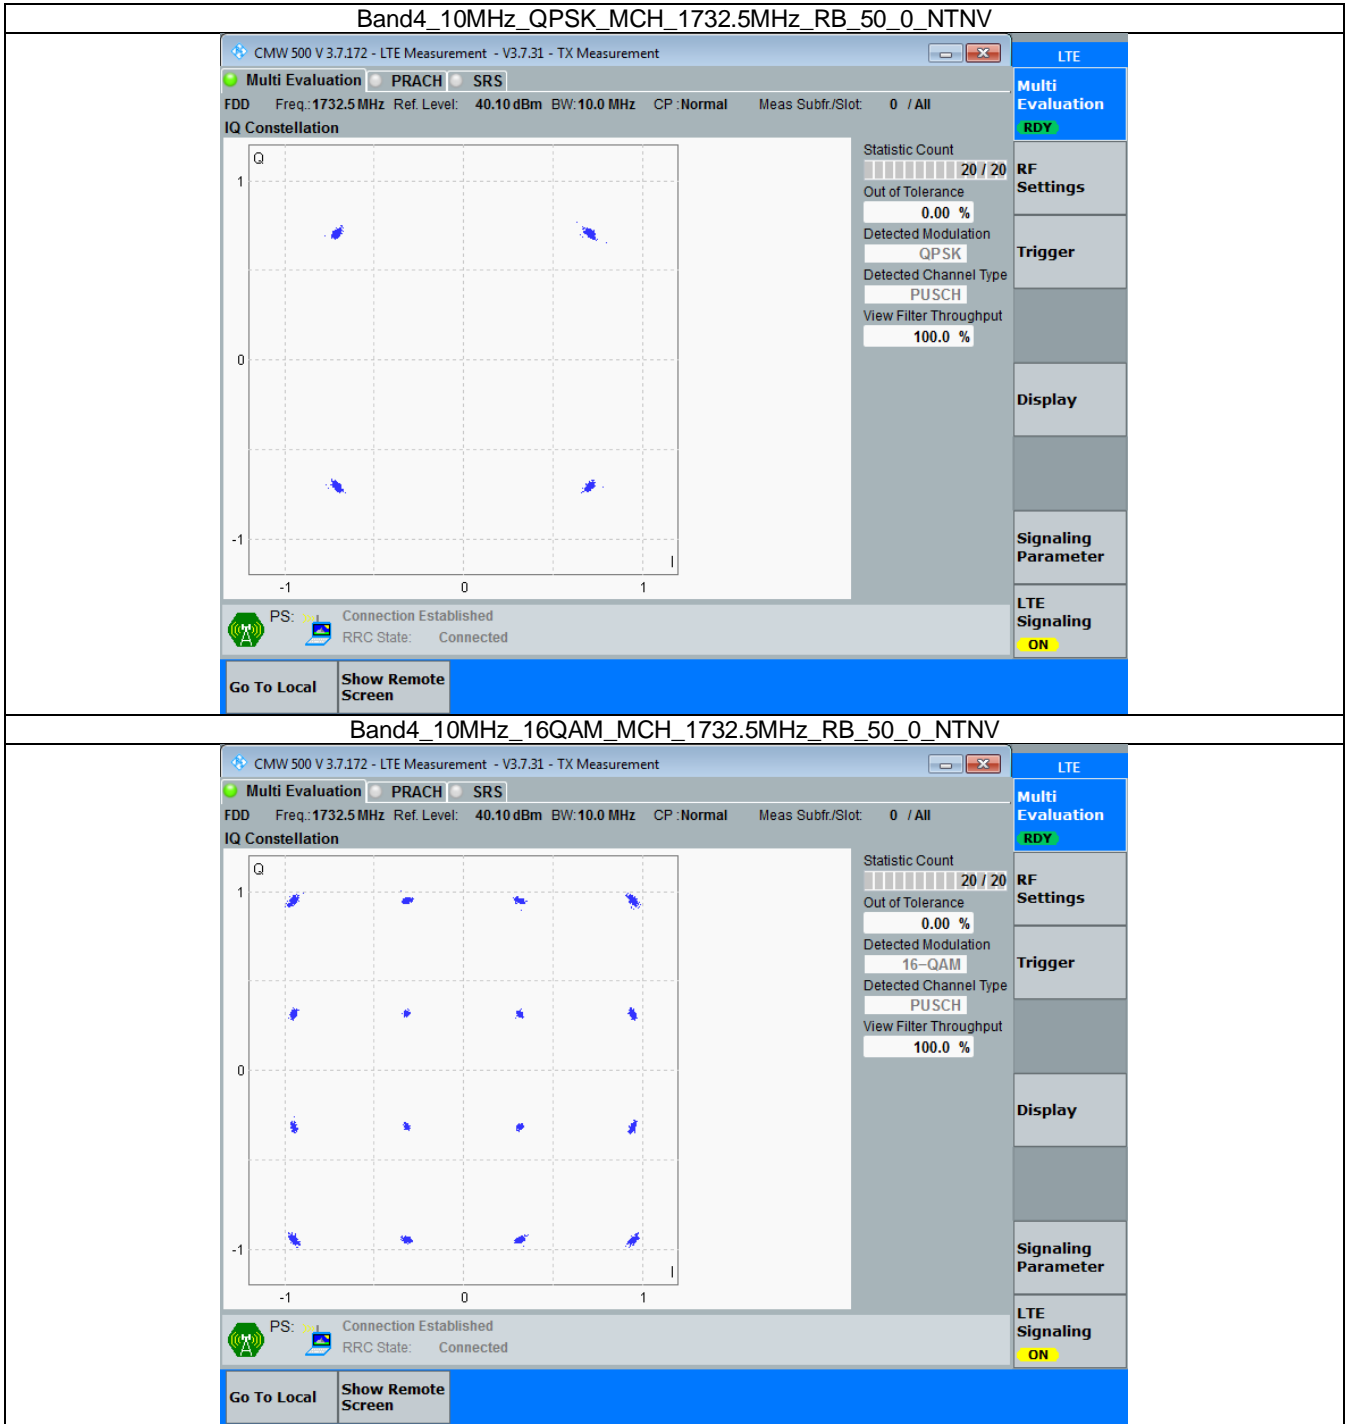 Band4_10MHz_QPSK_MCH_1732.5MHz_RB_50_0_NTNV
CMW 500 V 3.7.172 - LTE Measurement - V3.7.31 - TX Measurement
LTE
Multi Evaluation PRACH SRS
Multi
Evaluation
RDY
FDD Freq.: 1732.5 MHz Ref. Level: 40.10 dBm BW: 10.0 MHz CP : Normal Meas Subfr./Slot: 0 / All
IQ Constellation
Q
1
0
-1
I
-1 0 1
Statistic Count
20 / 20
Out of Tolerance
0.00 %
Detected Modulation
QPSK
Detected Channel Type
PUSCH
View Filter Throughput
100.0 %
RF
Settings
Trigger
Display
Signaling
Parameter
LTE
Signaling
ON
PS: Connection Established
RRC State: Connected
Go To Local
Show Remote
Screen
Band4_10MHz_16QAM_MCH_1732.5MHz_RB_50_0_NTNV
CMW 500 V 3.7.172 - LTE Measurement - V3.7.31 - TX Measurement
LTE
Multi Evaluation PRACH SRS
Multi
Evaluation
RDY
FDD Freq.: 1732.5 MHz Ref. Level: 40.10 dBm BW: 10.0 MHz CP : Normal Meas Subfr./Slot: 0 / All
IQ Constellation
Q
1
0
-1
I
-1 0 1
Statistic Count
20 / 20
Out of Tolerance
0.00 %
Detected Modulation
16-QAM
Detected Channel Type
PUSCH
View Filter Throughput
100.0 %
RF
Settings
Trigger
Display
Signaling
Parameter
LTE
Signaling
ON
PS: Connection Established
RRC State: Connected
Go To Local
Show Remote
Screen